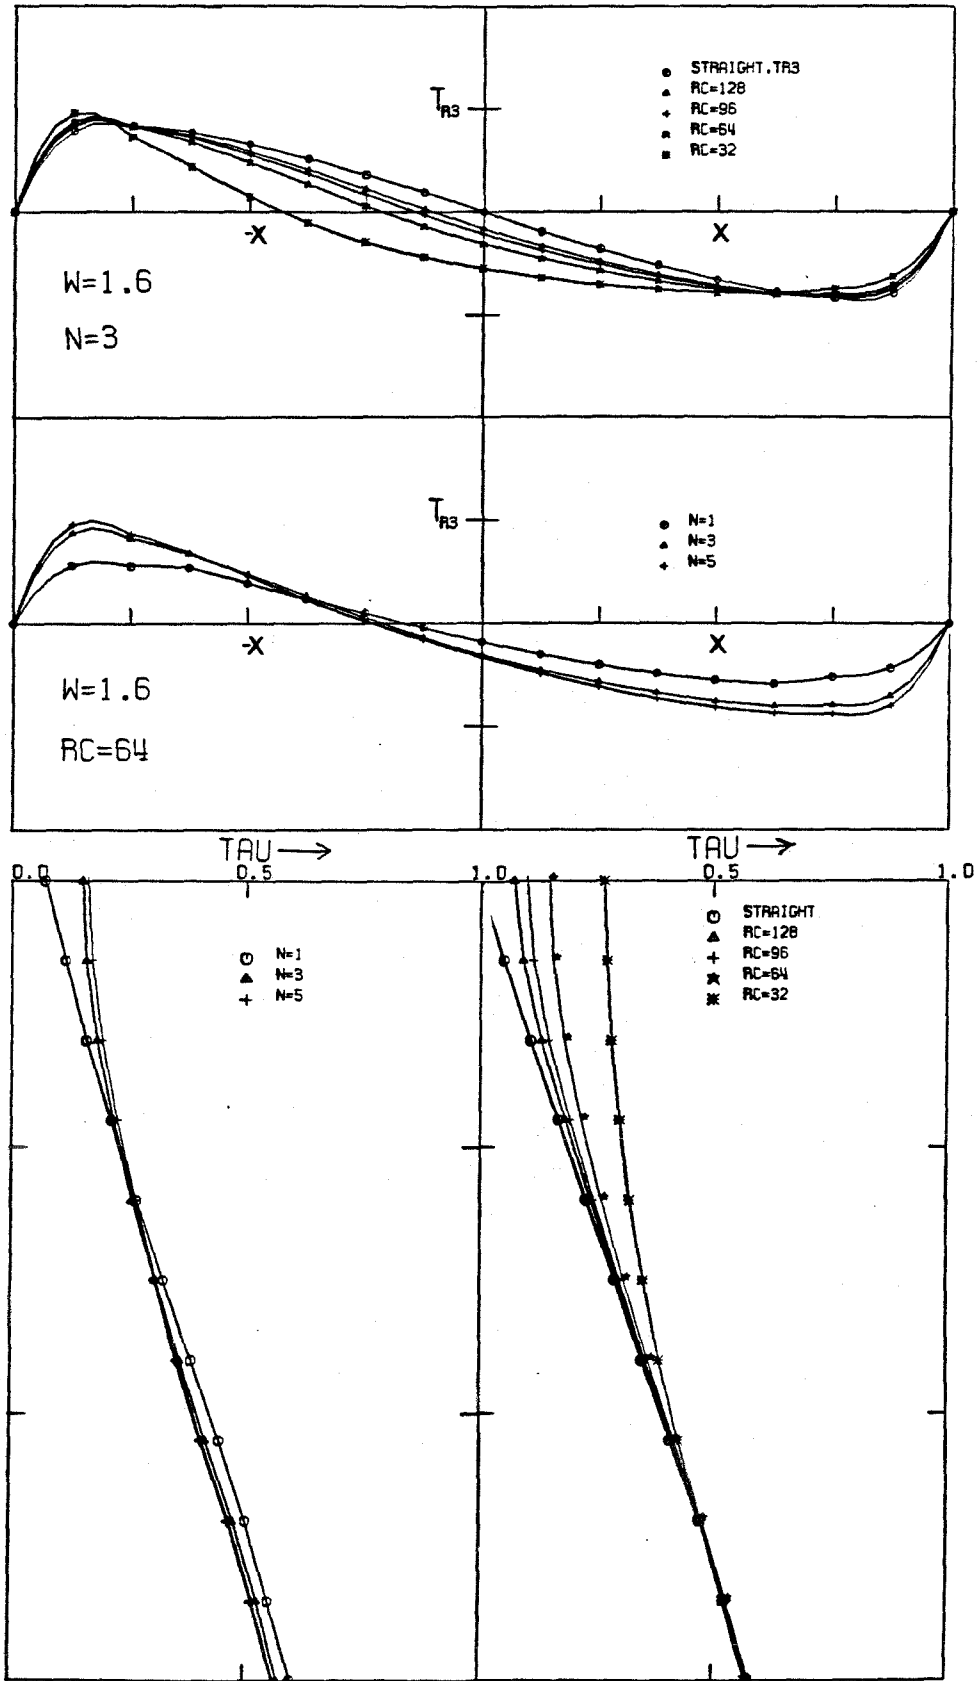 T_R3
STRAIGHT.TR3
RC=128
RC=96
RC=64
RC=32
-X
X
W=1.6
N=3
T_R3
N=1
N=3
N=5
-X
X
W=1.6
RC=64
TAU →
TAU →
0.0
0.5
1.0
0.5
1.0
N=1
N=3
N=5
STRAIGHT
RC=128
RC=96
RC=64
RC=32